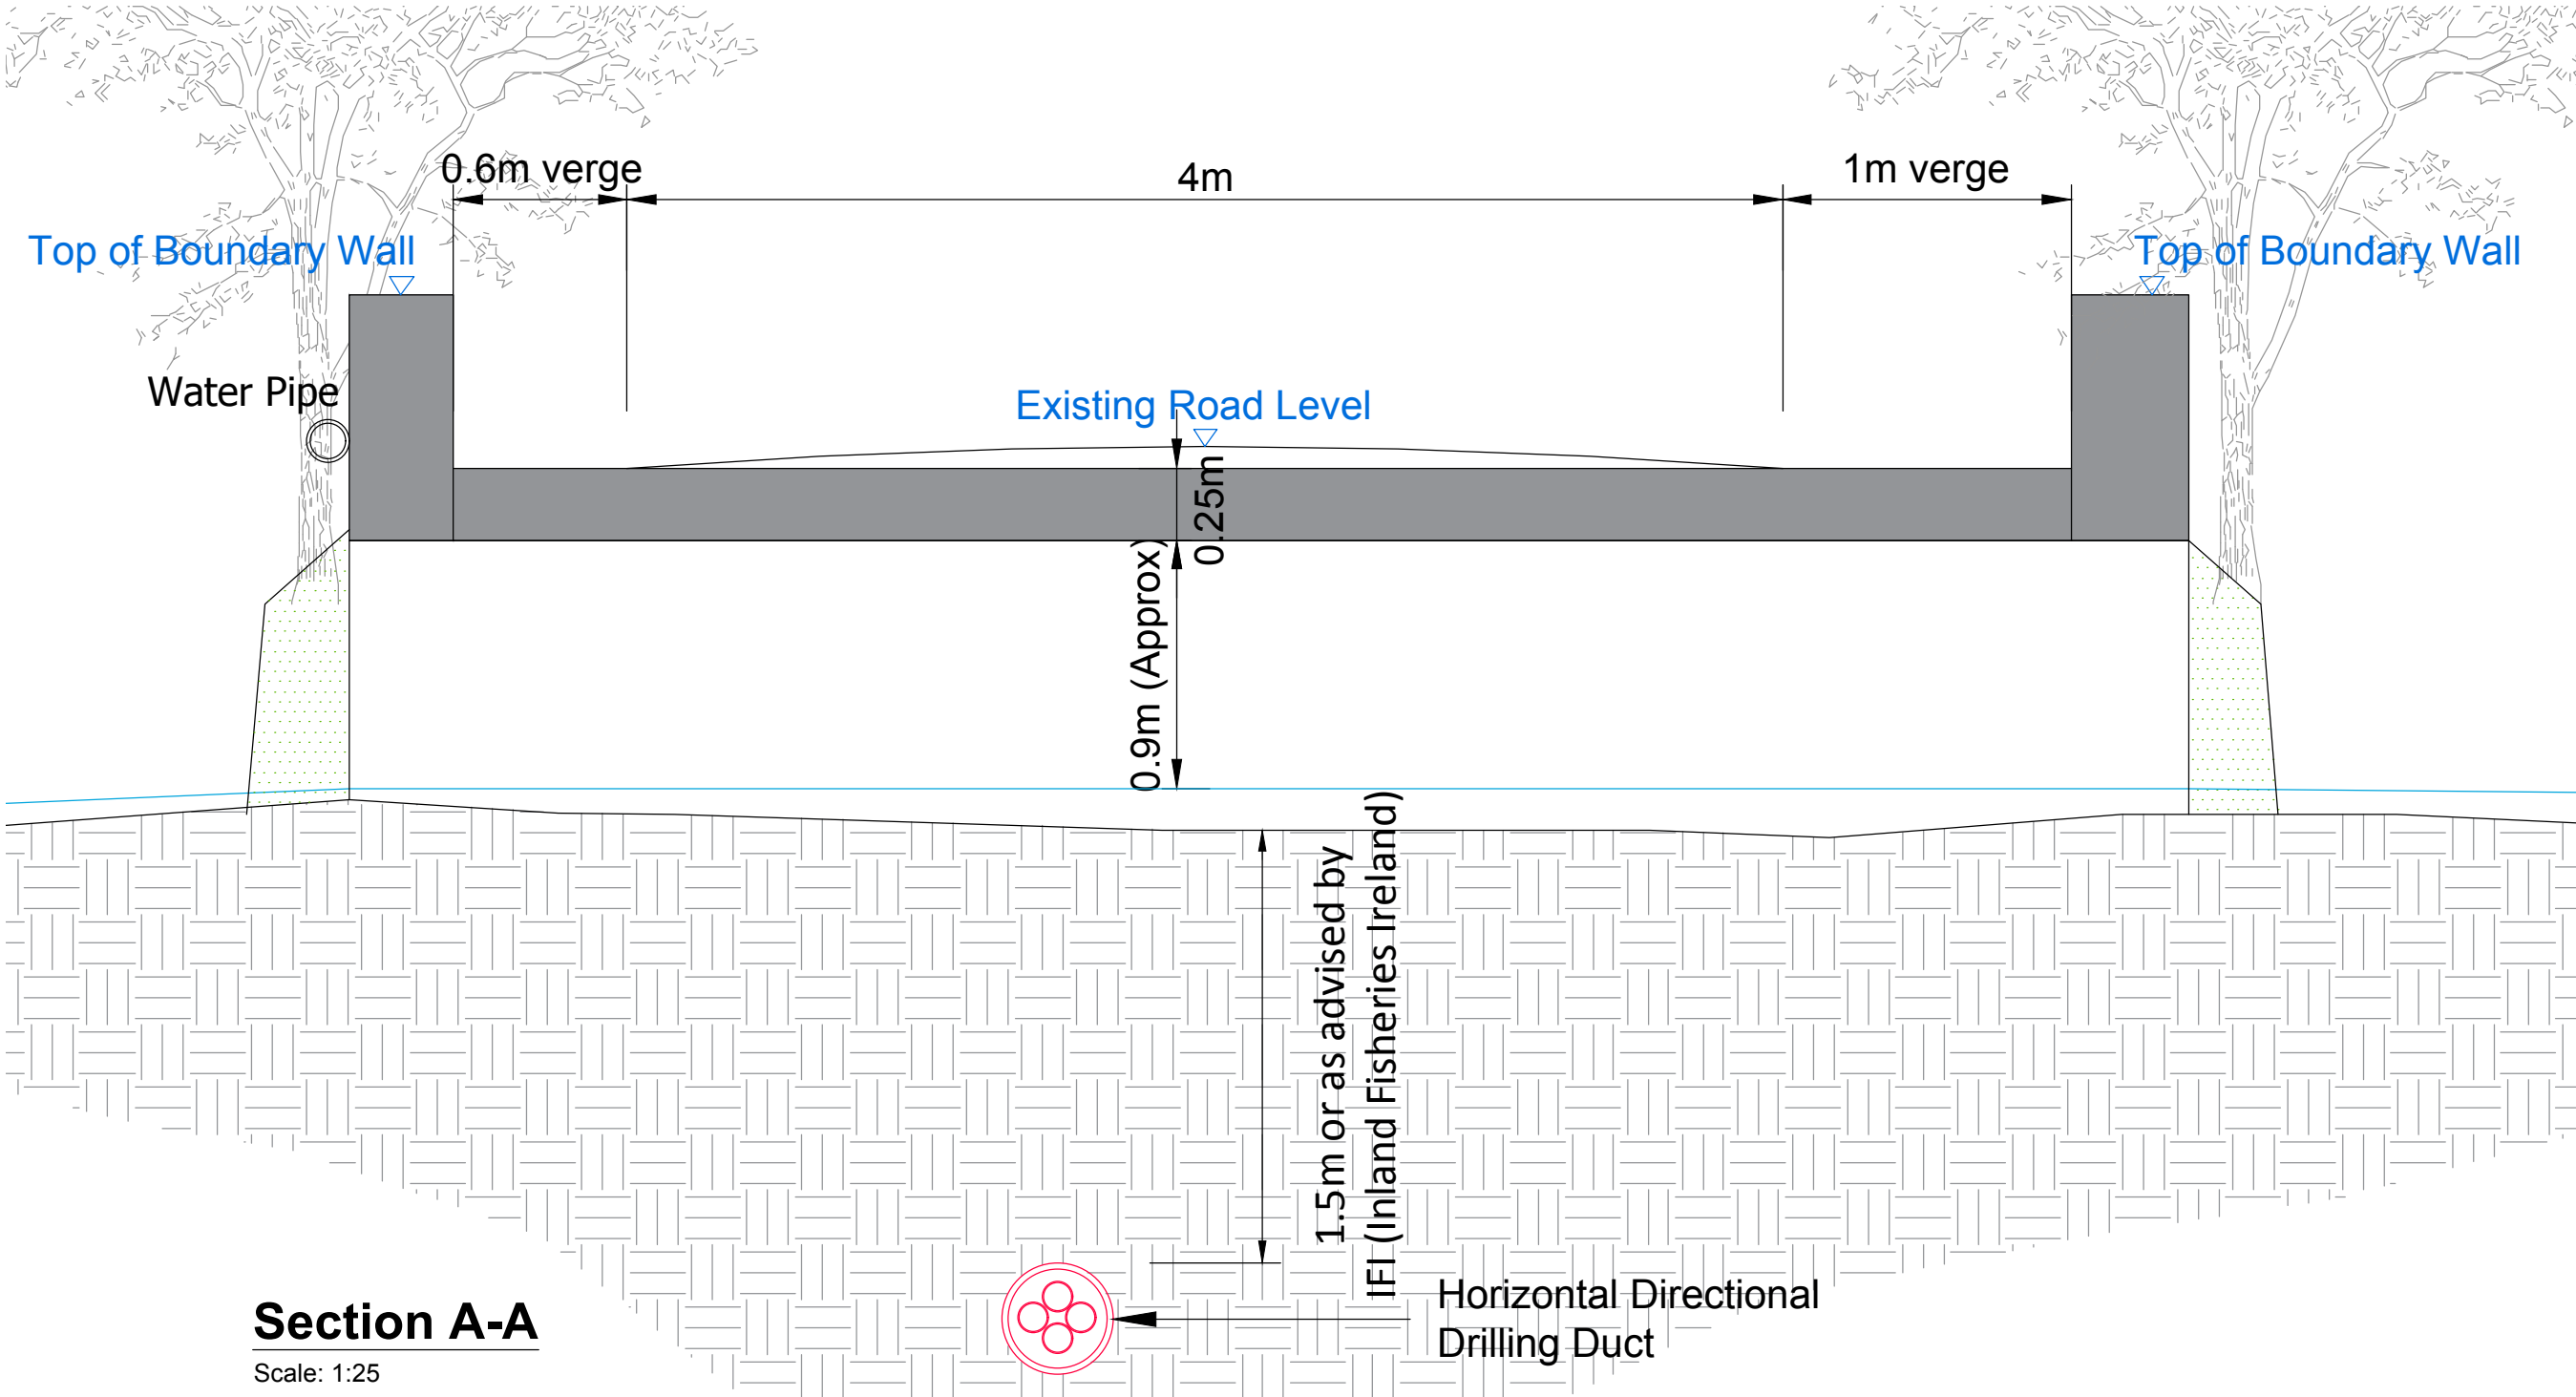 0.6m verge
4m
1m verge
Top of Boundary Wall
Top of Boundary Wall
Water Pipe
Existing Road Level
0.25m
0.9m (Approx)
1.5m or as advised by
IFI (Inland Fisheries Ireland)
Horizontal Directional
Drilling Duct
Section A-A
Scale: 1:25